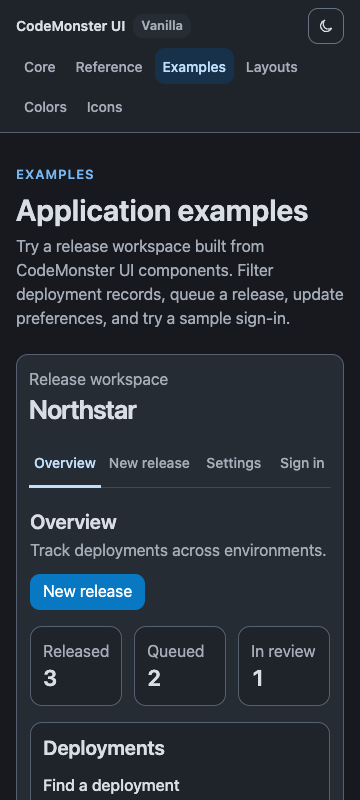 CodeMonster UI Vanilla
Core Reference Examples Layouts
Colors Icons
EXAMPLES
Application examples
Try a release workspace built from
CodeMonster UI components. Filter
deployment records, queue a release, update
preferences, and try a sample sign-in.
Release workspace
Northstar
Overview New release Settings Sign in
Overview
Track deployments across environments.
New release
Released Queued In review
3 2 1
Deployments
Find a deployment